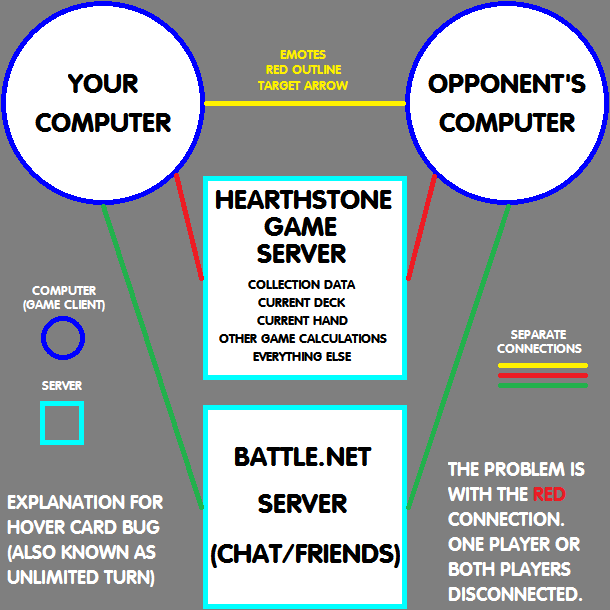 EMOTES
RED OUTLINE
TARGET ARROW
YOUR
COMPUTER
OPPONENT'S
COMPUTER
HEARTHSTONE
GAME
SERVER
COLLECTION DATA
CURRENT DECK
CURRENT HAND
OTHER GAME CALCULATIONS
EVERYTHING ELSE
COMPUTER
(GAME CLIENT)
SERVER
SEPARATE
CONNECTIONS
BATTLE.NET
SERVER
(CHAT/FRIENDS)
EXPLANATION FOR
HOVER CARD BUG
(ALSO KNOWN AS
UNLIMITED TURN)
THE PROBLEM IS
WITH THE RED
CONNECTION.
ONE PLAYER OR
BOTH PLAYERS
DISCONNECTED.